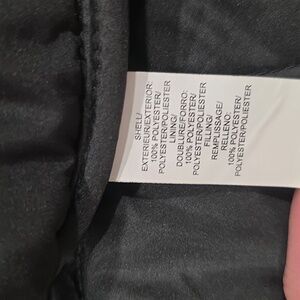 SHELL/
EXTERIEUR/EXTERIOR:
100% POLYESTER/
POLYESTER/POLIESTER
LINING/
DOUBLURE/FORRO:
100% POLYESTER/
POLYESTER/POLIESTER
FILLING/
REMPLISSAGE/
RELLENO:
100% POLYESTER/
POLYESTER/POLIESTER